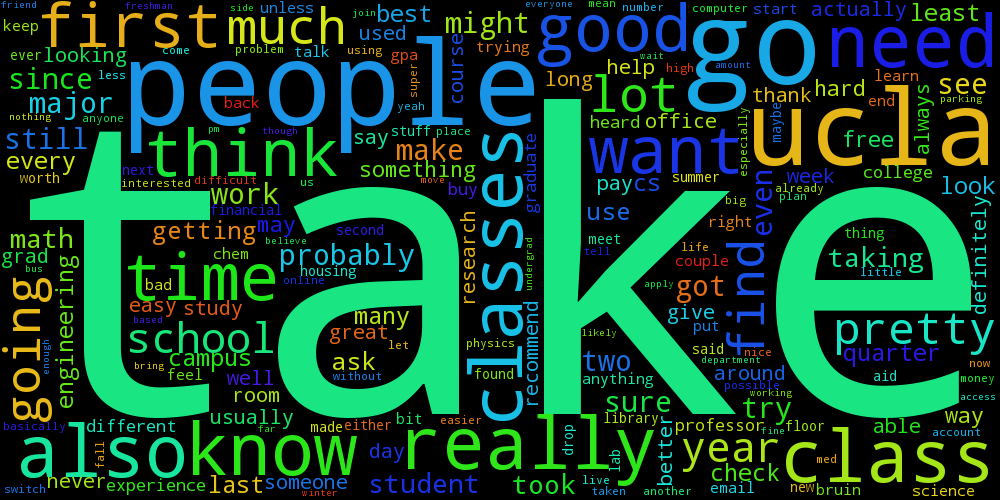 friend
freshman
side
unless
best
might
good
go
need
actually
least
everyone
mean
number
computer
start
join
keep
first
much
used
come
problem
talk
using
gpa
trying
ever
looking
less
since
anyone
major
people
super
yeah
course
back
nothing
still
pm
though
say
stuff
place
make
think
every
worth
next
interested
difficult
us
something
work
move
buy
financial
may
second
believe
long
help
wait
high
amount
lot
heard
office
pay
cs
want
summer
use
meet
tell
thank
hard
learn
end
see
parking
maybe
ucla
free
always
especially
week
already
plan
college
look
even
big
right
life
couple
thing
little
taking
definitely
math
grad
bus
getting
chem
time
bad
probably
housing
online
research
classes
graduate
undergrad
recommend
take
going
engineering
enough
easy
study
based
school
bring
campus
feel
many
great
let
ask
without
physics
found
well
room
usually
got
apply
give
put
likely
said
nice
department
two
anything
around
possible
working
find
pretty
quarter
aid
now
money
access
sure
try
way
able
account
basically
different
also
know
far
made
either
bit
easier
really
day
fall
never
experience
last
someone
switch
winter
student
took
drop
lab
library
better
live
taken
another
professor
fine
floor
year
check
email
new
med
bruin
class
science